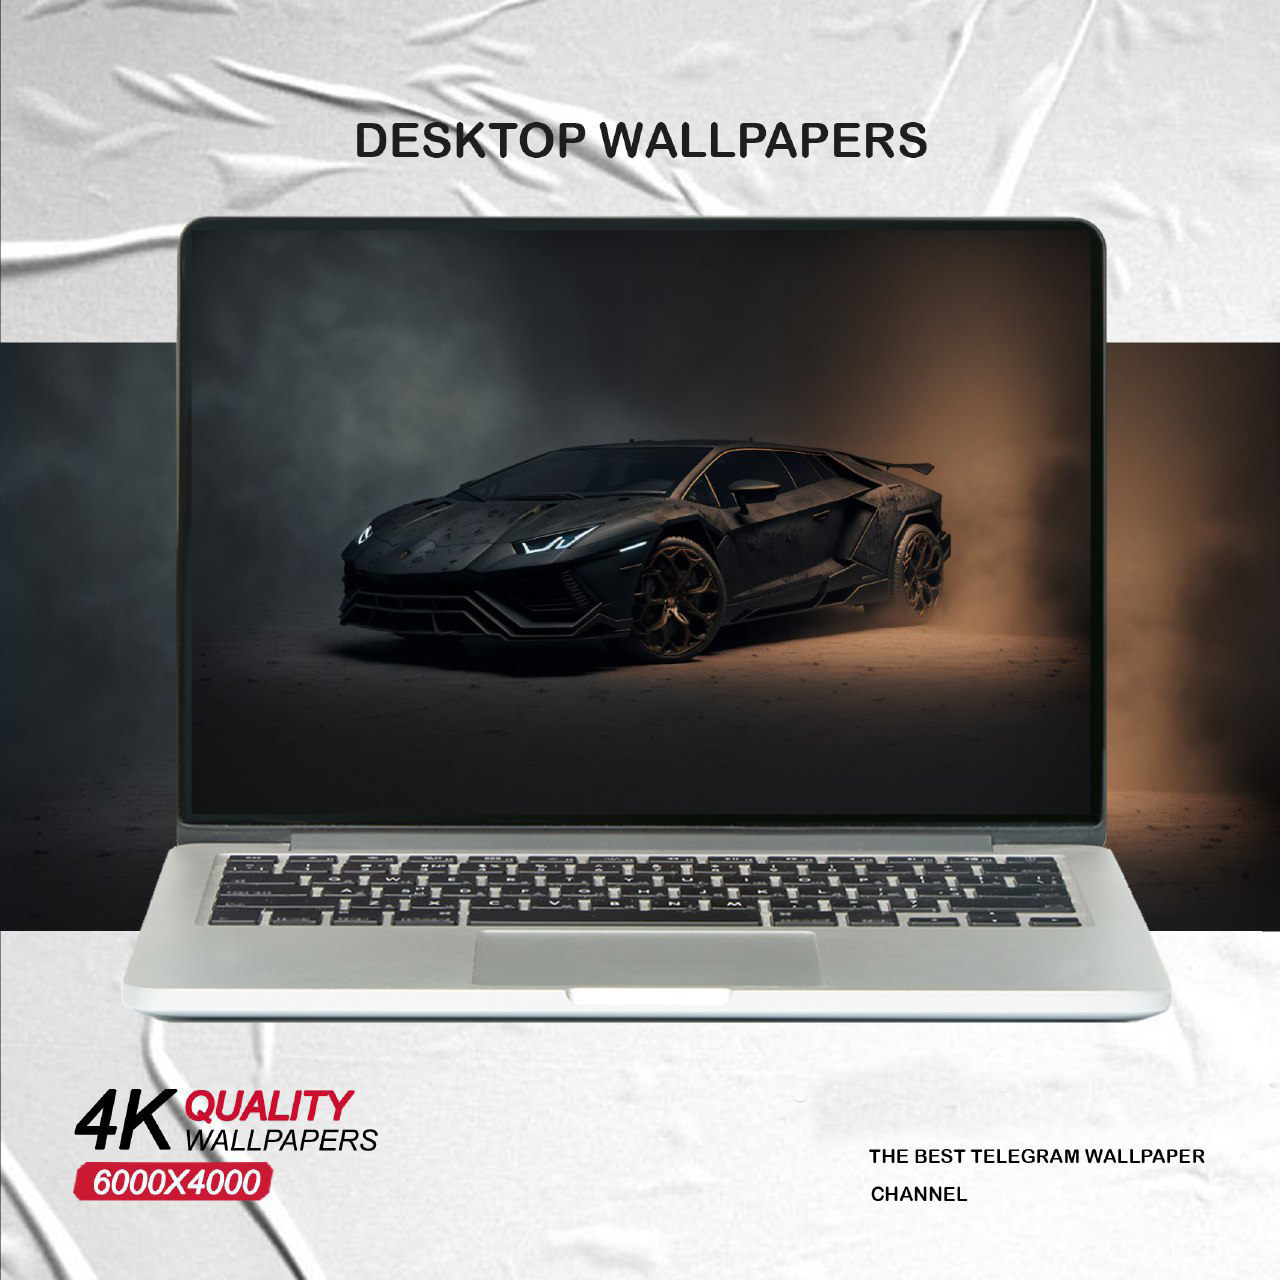 DESKTOP WALLPAPERS
4K QUALITY
WALLPAPERS
6000X4000
THE BEST TELEGRAM WALLPAPER
CHANNEL